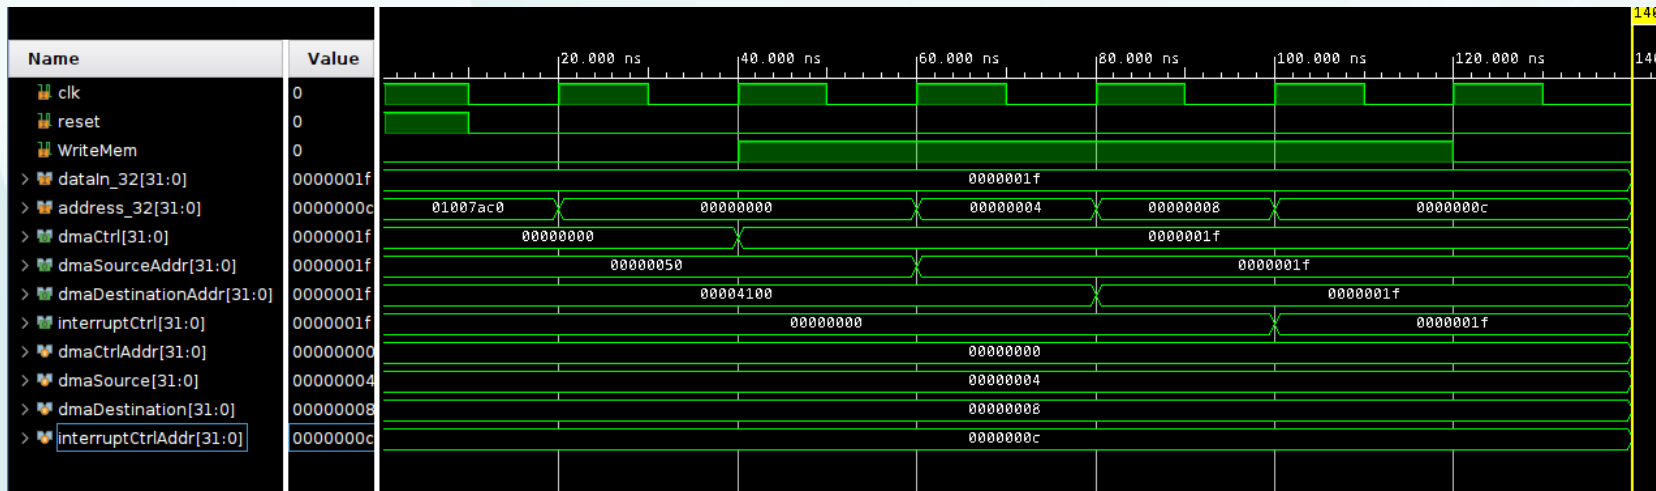 140
Name Value 20.000 ns 40.000 ns 60.000 ns 80.000 ns 100.000 ns 120.000 ns 140
clk 0
reset 0
WriteMem 0
dataIn_32[31:0] 0000001f 0000001f
address_32[31:0] 0000000c 01007ac0 00000000 00000004 00000008 0000000c
dmaCtrl[31:0] 0000001f 00000000 0000001f
dmaSourceAddr[31:0] 0000001f 00000050 0000001f
dmaDestinationAddr[31:0] 0000001f 00004100 0000001f
interruptCtrl[31:0] 0000001f 00000000 0000001f
dmaCtrlAddr[31:0] 00000000 00000000
dmaSource[31:0] 00000004 00000004
dmaDestination[31:0] 00000008 00000008
interruptCtrlAddr[31:0] 0000000c 0000000c